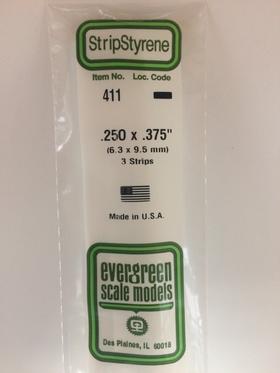 StripStyrene
Item No. Loc. Code
411
.250 x .375"
(6.3 x 9.5 mm)
3 Strips
Made in U.S.A.
evergreen
scale models
Des Plaines, IL 60018